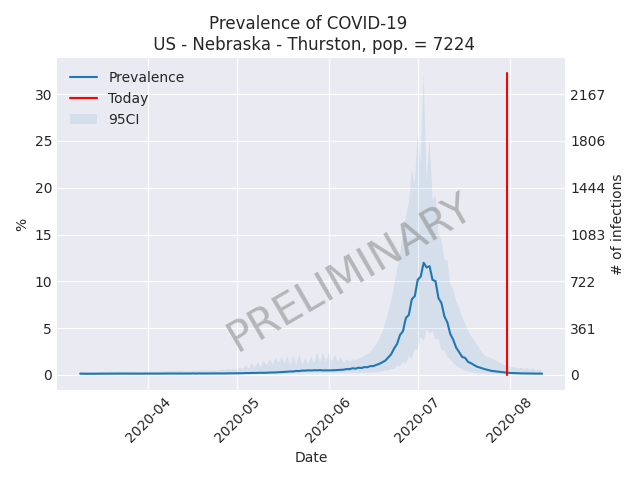 Prevalence of COVID-19
US - Nebraska - Thurston, pop. = 7224
Prevalence
Today
95CI
30
25
20
15
10
5
0
%
2167
1806
1444
1083
722
361
0
# of infections
PRELIMINARY
2020-04
2020-05
2020-06
2020-07
2020-08
Date